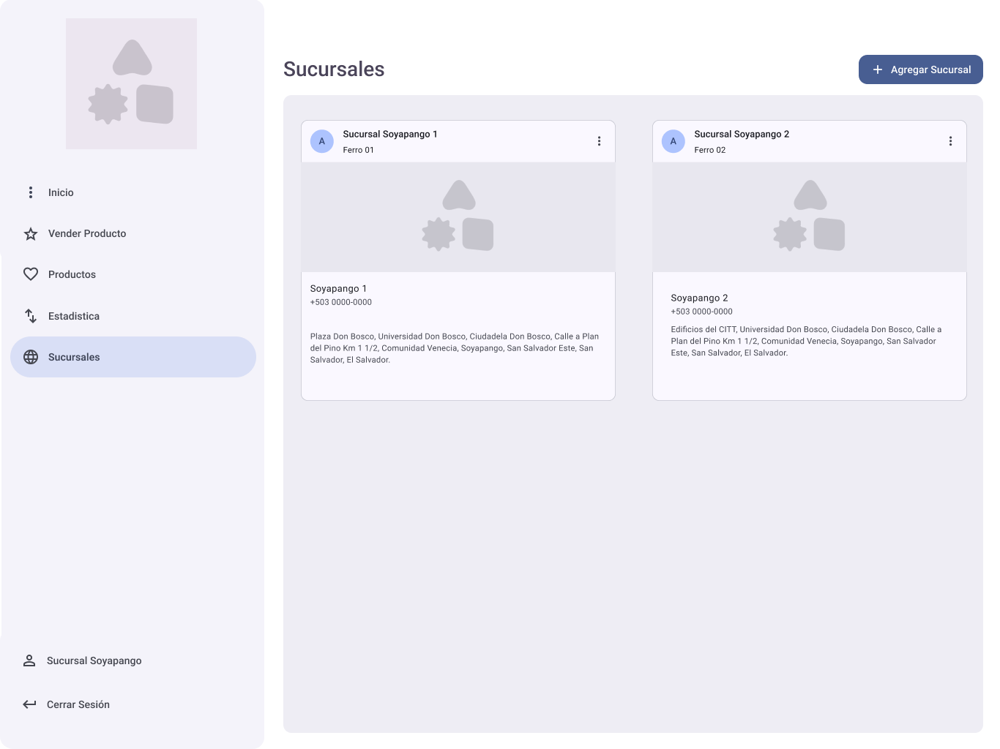 Sucursales
Agregar Sucursal
Inicio
Vender Producto
Productos
Estadistica
Sucursales
Sucursal Soyapango
Cerrar Sesión
A
Sucursal Soyapango 1
Ferro 01
Soyapango 1
+503 0000-0000
Plaza Don Bosco, Universidad Don Bosco, Ciudadela Don Bosco, Calle a Plan
del Pino Km 1 1/2, Comunidad Venecia, Soyapango, San Salvador Este, San
Salvador, El Salvador.
A
Sucursal Soyapango 2
Ferro 02
Soyapango 2
+503 0000-0000
Edificios del CITT, Universidad Don Bosco, Ciudadela Don Bosco, Calle a
Plan del Pino Km 1 1/2, Comunidad Venecia, Soyapango, San Salvador
Este, San Salvador, El Salvador.